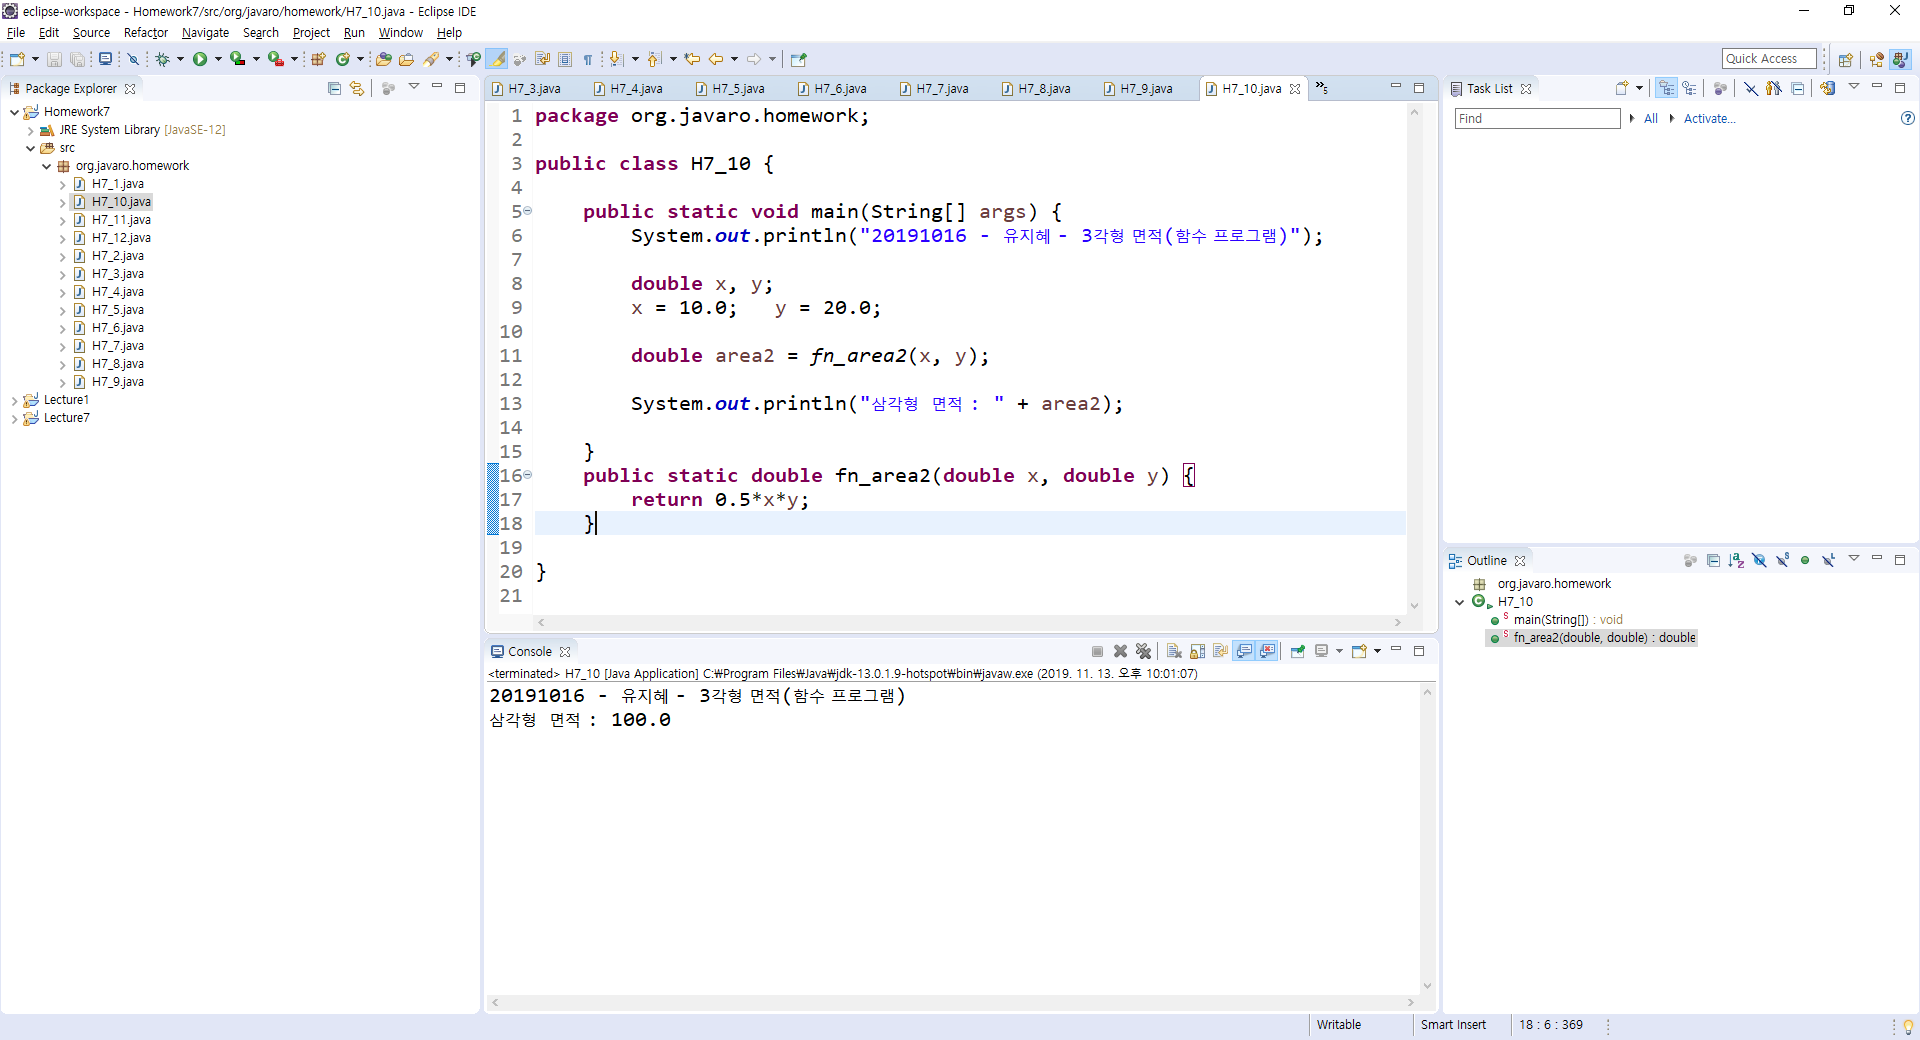 eclipse-workspace - Homework7/src/org/javaro/homework/H7_10.java - Eclipse IDE
File Edit Source Refactor Navigate Search Project Run Window Help
Quick Access
Package Explorer
Homework7
JRE System Library [JavaSE-12]
src
org.javaro.homework
H7_1.java
H7_10.java
H7_11.java
H7_12.java
H7_2.java
H7_3.java
H7_4.java
H7_5.java
H7_6.java
H7_7.java
H7_8.java
H7_9.java
Lecture1
Lecture7
H7_3.java H7_4.java H7_5.java H7_6.java H7_7.java H7_8.java H7_9.java H7_10.java »5
1 package org.javaro.homework;
2
3 public class H7_10 {
4
5 public static void main(String[] args) {
6 System.out.println("20191016 - 유지혜 - 3각형 면적(함수 프로그램)");
7
8 double x, y;
9 x = 10.0; y = 20.0;
10
11 double area2 = fn_area2(x, y);
12
13 System.out.println("삼각형 면적 : " + area2);
14
15 }
16 public static double fn_area2(double x, double y) {
17 return 0.5*x*y;
18 }
19
20 }
21
Console
<terminated> H7_10 [Java Application] C:₩Program Files₩Java₩jdk-13.0.1.9-hotspot₩bin₩javaw.exe (2019. 11. 13. 오후 10:01:07)
20191016 - 유지혜 - 3각형 면적(함수 프로그램)
삼각형 면적 : 100.0
Task List
Find All Activate...
Outline
org.javaro.homework
H7_10
main(String[]) : void
fn_area2(double, double) : double
Writable Smart Insert 18 : 6 : 369